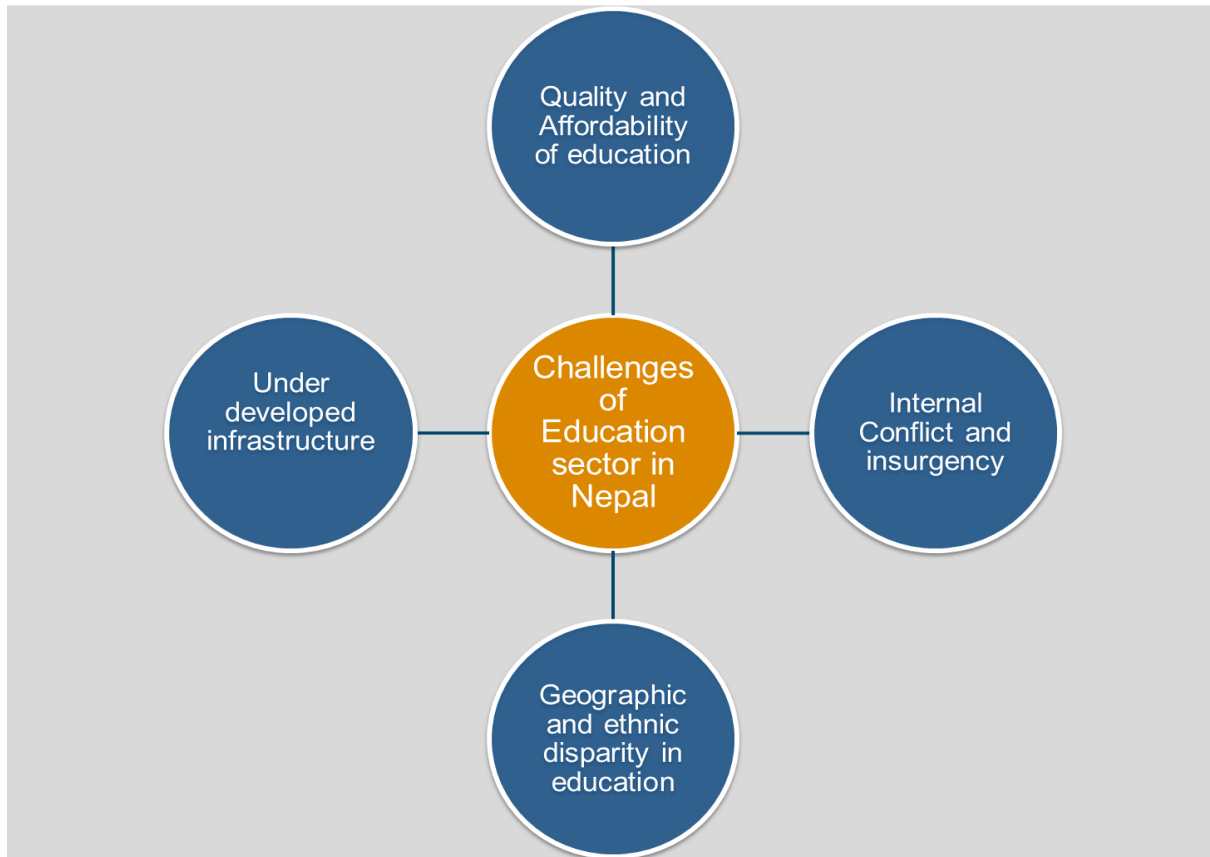 Quality and
Affordability
of education
Under
developed
infrastructure
Challenges
of
Education
sector in
Nepal
Internal
Conflict and
insurgency
Geographic
and ethnic
disparity in
education